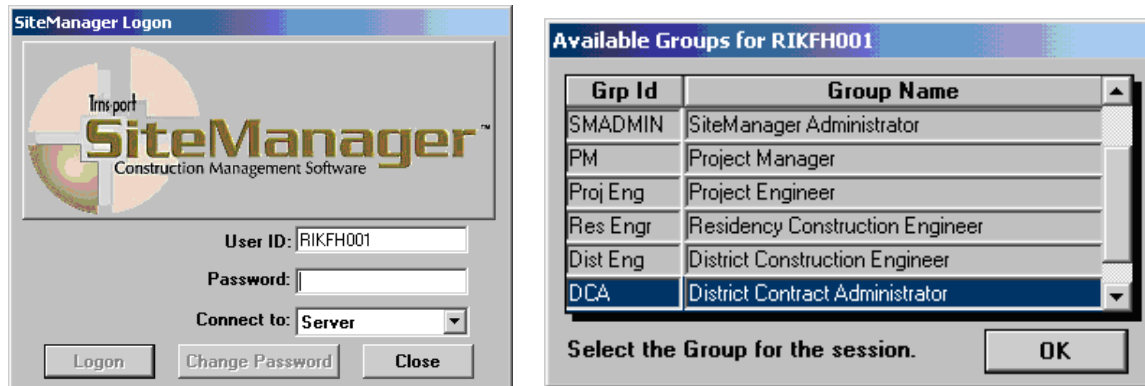 SiteManager Logon
Trns·port
SiteManager™
Construction Management Software
User ID: RIKFH001
Password:
Connect to: Server
Logon Change Password Close
Available Groups for RIKFH001
Grp Id Group Name
SMADMIN SiteManager Administrator
PM Project Manager
Proj Eng Project Engineer
Res Engr Residency Construction Engineer
Dist Eng District Construction Engineer
DCA District Contract Administrator
Select the Group for the session. OK